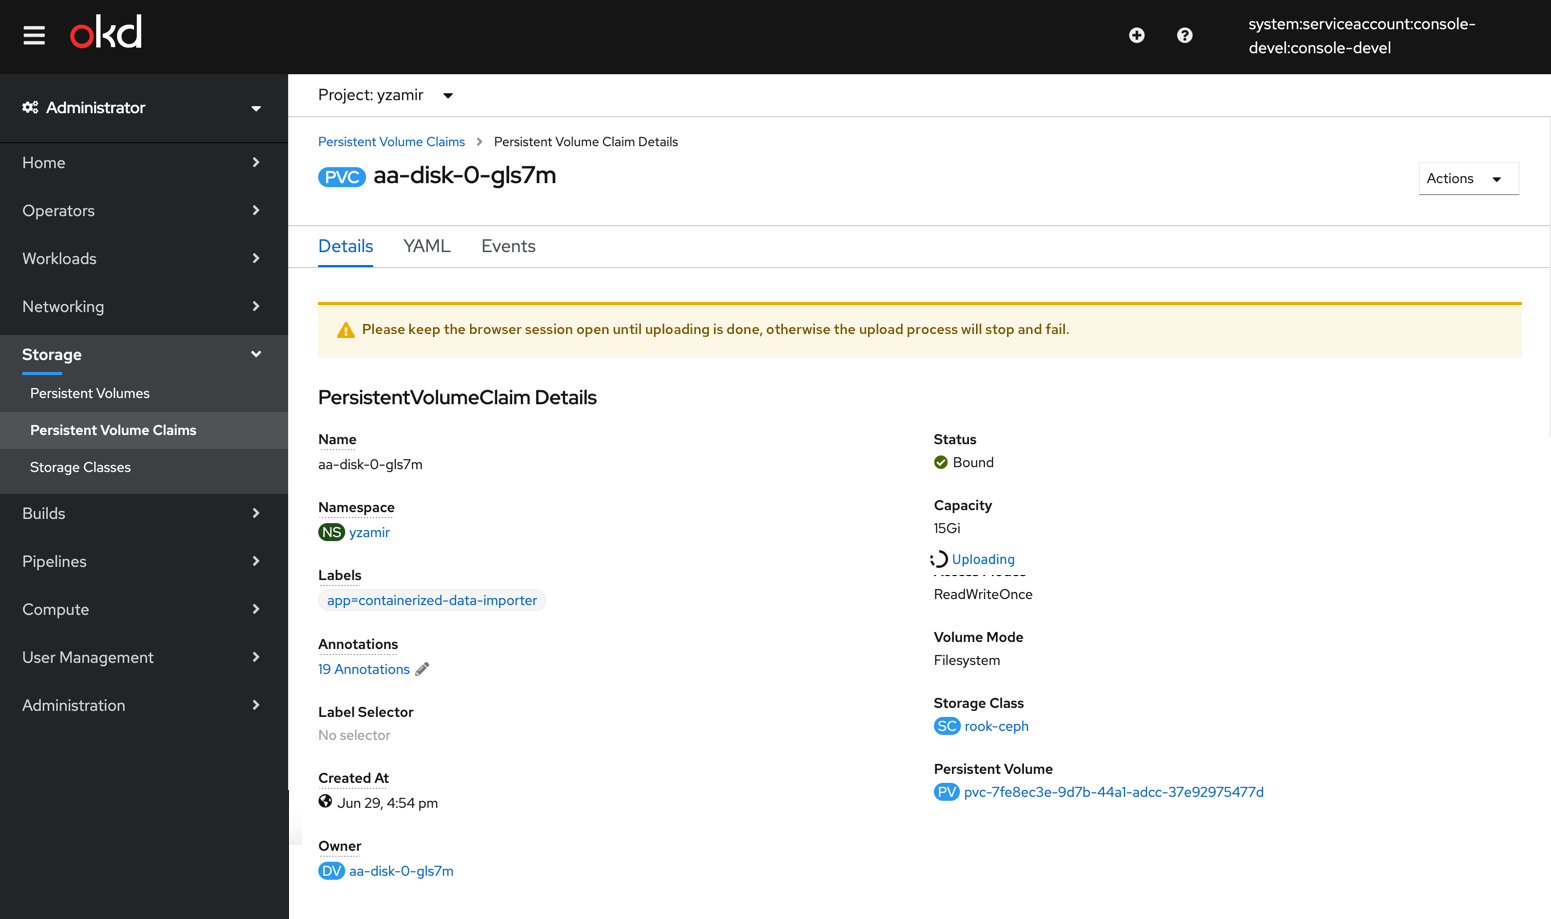 okd
system:serviceaccount:console-
devel:console-devel
Administrator
Home
Operators
Workloads
Networking
Storage
Persistent Volumes
Persistent Volume Claims
Storage Classes
Builds
Pipelines
Compute
User Management
Administration
Project: yzamir
Persistent Volume Claims > Persistent Volume Claim Details
PVC aa-disk-0-gls7m
Actions
Details YAML Events
Please keep the browser session open until uploading is done, otherwise the upload process will stop and fail.
PersistentVolumeClaim Details
Name
aa-disk-0-gls7m
Namespace
NS yzamir
Labels
app=containerized-data-importer
Annotations
19 Annotations
Label Selector
No selector
Created At
Jun 29, 4:54 pm
Owner
DV aa-disk-0-gls7m
Status
Bound
Capacity
15Gi
Uploading
ReadWriteOnce
Volume Mode
Filesystem
Storage Class
SC rook-ceph
Persistent Volume
PV pvc-7fe8ec3e-9d7b-44a1-adcc-37e92975477d